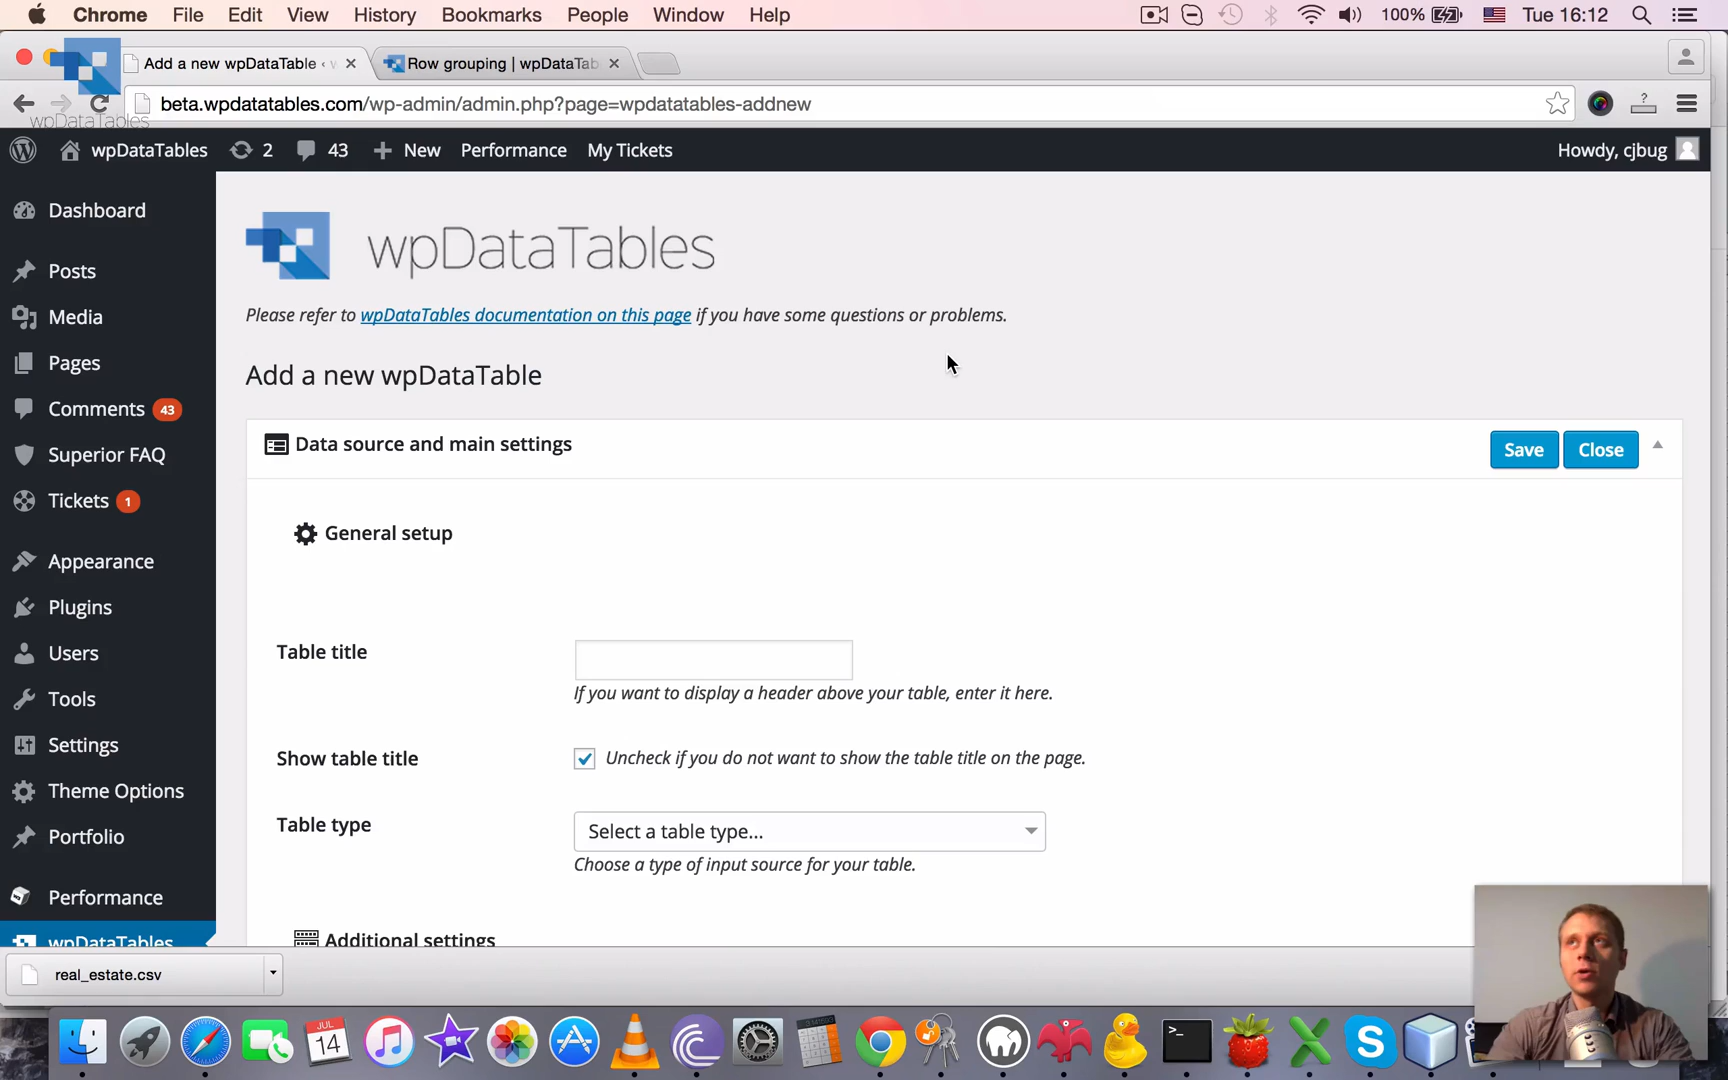 Chrome File Edit View History Bookmarks People Window Help 100% Tue 16:12
Add a new wpDataTable ‹ w Row grouping | wpDataTab
beta.wpdatatables.com/wp-admin/admin.php?page=wpdatatables-addnew
wpDataTables
wpDataTables 2 43 New Performance My Tickets Howdy, cjbug
Dashboard
Posts
Media
Pages
Comments 43
Superior FAQ
Tickets 1
Appearance
Plugins
Users
Tools
Settings
Theme Options
Portfolio
Performance
wpDataTables
wpDataTables
Please refer to wpDataTables documentation on this page if you have some questions or problems.
Add a new wpDataTable
Data source and main settings Save Close
General setup
Table title
If you want to display a header above your table, enter it here.
Show table title Uncheck if you do not want to show the table title on the page.
Table type Select a table type...
Choose a type of input source for your table.
Additional settings
real_estate.csv
JUL
14